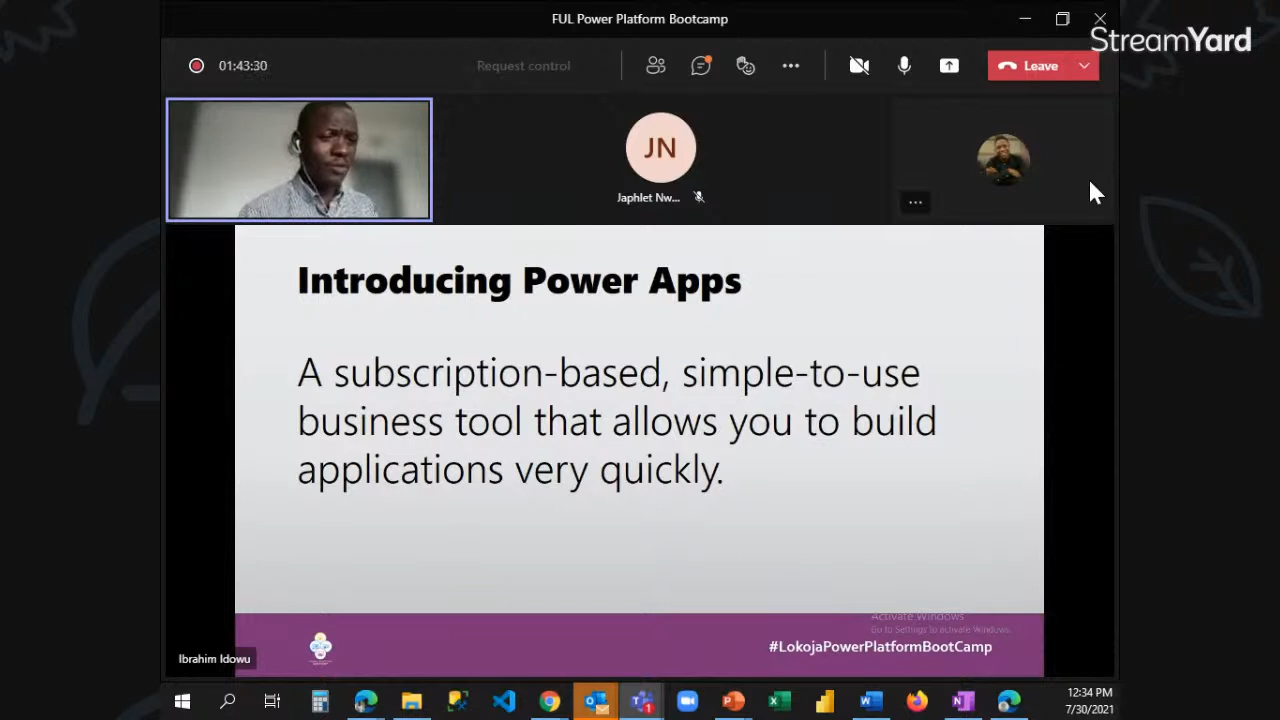 FUL Power Platform Bootcamp
StreamYard
01:43:30
Request control
Leave
JN
Japhlet Nw...
Introducing Power Apps
A subscription-based, simple-to-use
business tool that allows you to build
applications very quickly.
Activate Windows
Go to Settings to activate Windows.
#LokojaPowerPlatformBootCamp
Ibrahim Idowu
12:34 PM
7/30/2021